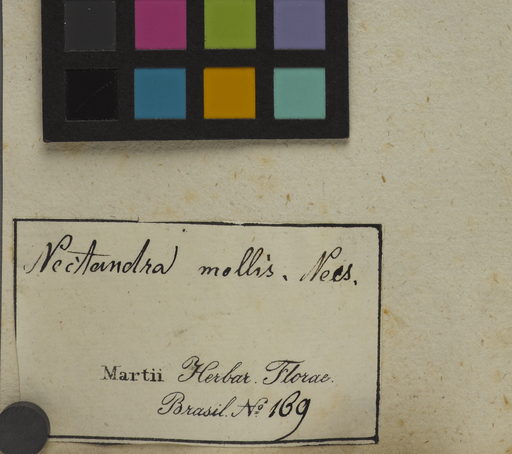 Nectandra mollis. Nees.
Martii Herbar. Florae.
Brasil. No. 169